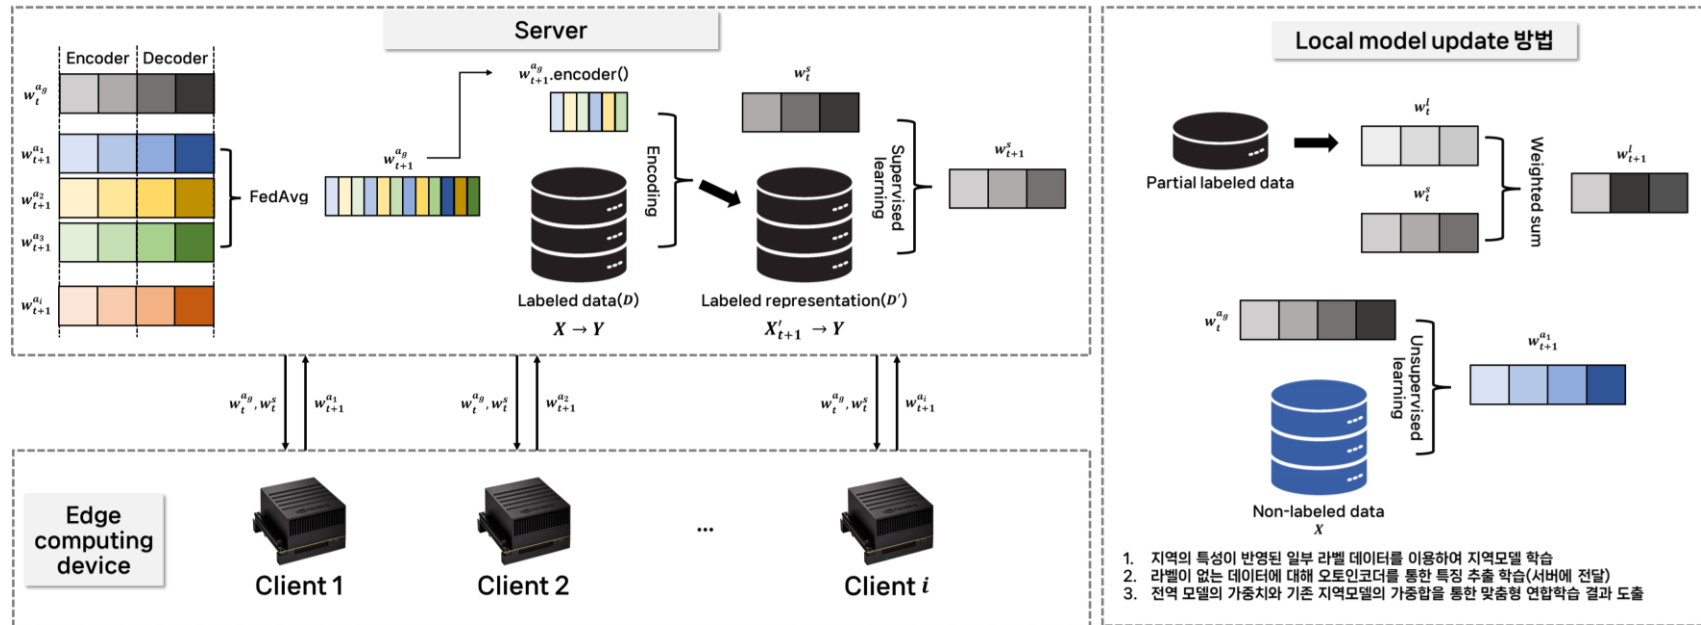 Server
Encoder
Decoder
w_t^{a_g}
w_{t+1}^{a_1}
w_{t+1}^{a_2}
w_{t+1}^{a_3}
w_{t+1}^{a_i}
FedAvg
w_{t+1}^{a_g}
w_{t+1}^{a_g}.encoder()
Encoding
Labeled data(D)
X → Y
w_t^s
Supervised
learning
Labeled representation(D')
X'_{t+1} → Y
w_{t+1}^s
w_t^{a_g}, w_t^s
w_{t+1}^{a_1}
w_t^{a_g}, w_t^s
w_{t+1}^{a_2}
w_t^{a_g}, w_t^s
w_{t+1}^{a_i}
Edge
computing
device
Client 1
Client 2
...
Client i
Local model update 방법
Partial labeled data
w_t^l
w_t^s
Weighted sum
w_{t+1}^l
w_t^{a_g}
Unsupervised
learning
w_{t+1}^{a_1}
Non-labeled data
X
1. 지역의 특성이 반영된 일부 라벨 데이터를 이용하여 지역모델 학습
2. 라벨이 없는 데이터에 대해 오토인코더를 통한 특징 추출 학습(서버에 전달)
3. 전역 모델의 가중치와 기존 지역모델의 가중합을 통한 맞춤형 연합학습 결과 도출